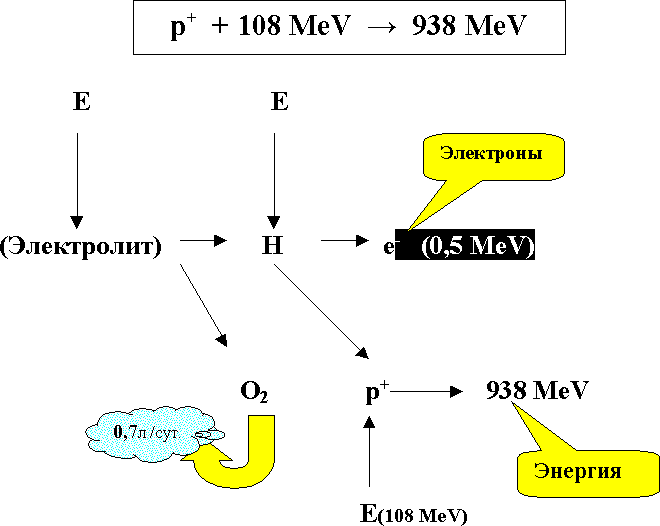 p⁺ + 108 MeV → 938 MeV
E E
Электроны
(Электролит) H e⁻ (0,5 MeV)
O₂ p⁺ 938 MeV
0,7л/сут
Энергия
E(108 MeV)